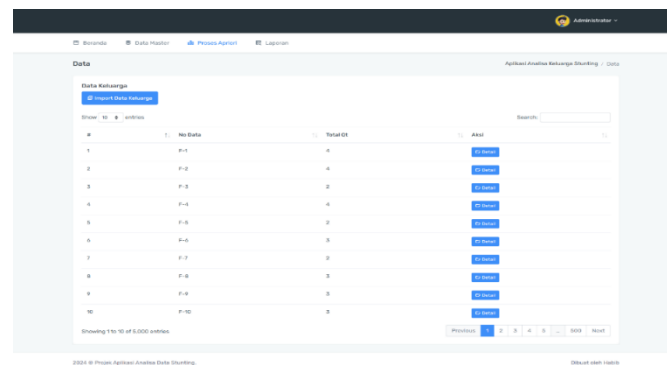 Administrator
Beranda Data Master Proses Apriori Laporan
Data Aplikasi Analisa Keluarga Stunting / Data
Data Keluarga
Import Data Keluarga
Show 10 entries Search:
# No Data Total Gt Aksi
1 F-1 4 Detail
2 F-2 4 Detail
3 F-3 2 Detail
4 F-4 4 Detail
5 F-5 2 Detail
6 F-6 3 Detail
7 F-7 2 Detail
8 F-8 3 Detail
9 F-9 3 Detail
10 F-10 3 Detail
Showing 1 to 10 of 5,000 entries
Previous 1 2 3 4 5 ... Next
2024 © Projek Aplikasi Analisa Data Stunting. Dibuat oleh